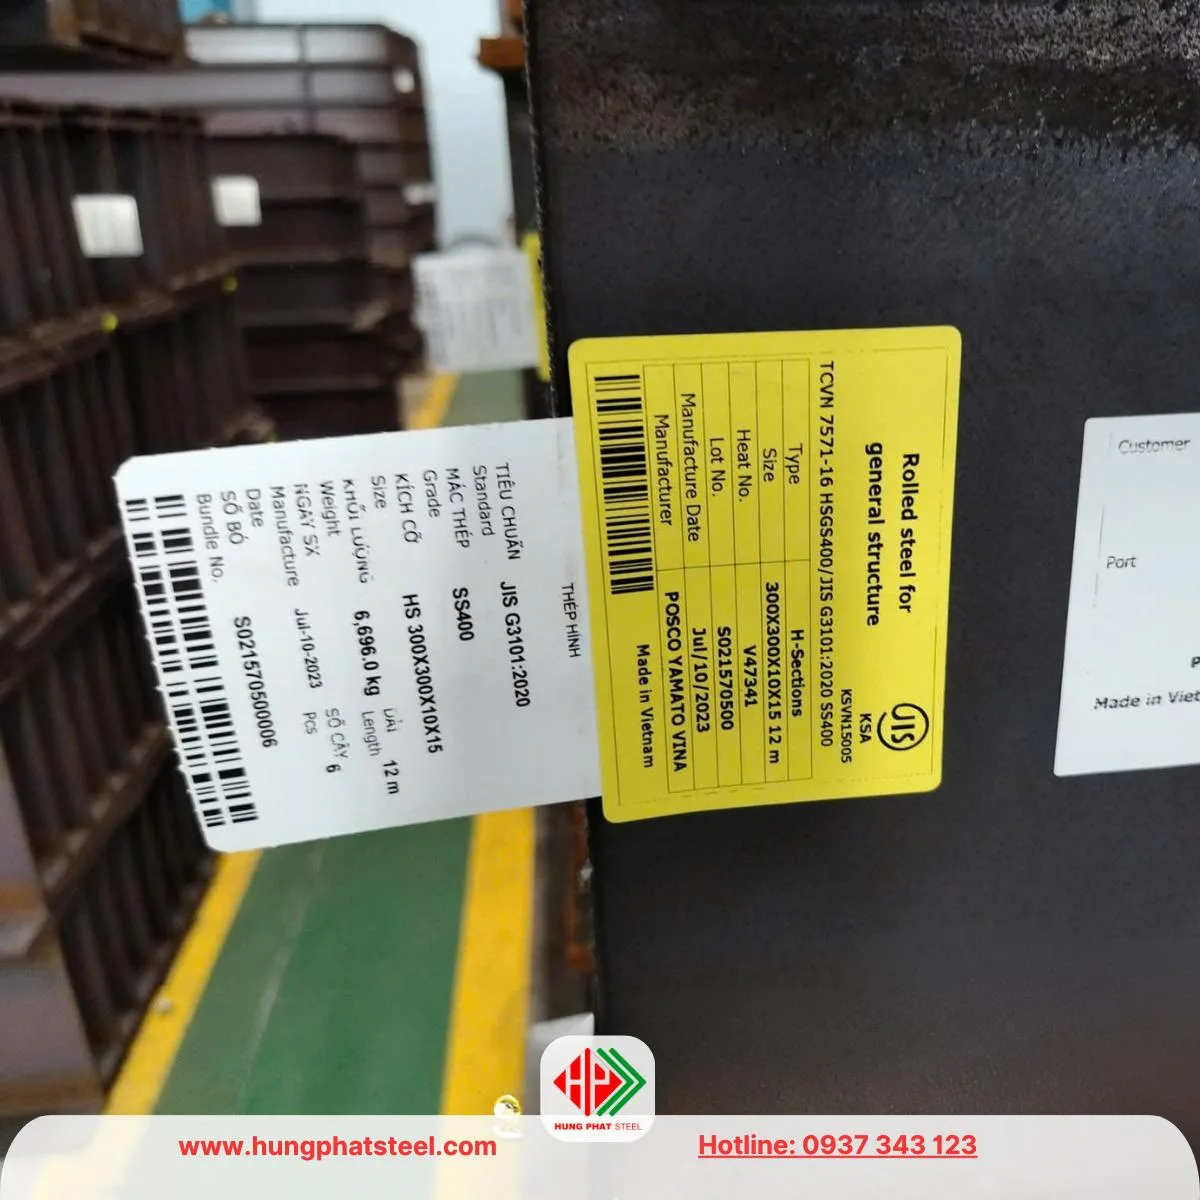 Rolled steel for
general structure
JIS
KSA
KSVN15005
TCVN 7571-16 HSGS400/JIS G3101:2020 SS400
Type H-Sections
Size 300X300X10X15 12 m
Heat No. V47341
Lot No. S021570500
Manufacture Date Jul/10/2023
Manufacturer POSCO YAMATO VINA
Made in Vietnam
THÉP HÌNH
TIÊU CHUẨN
Standard JIS G3101:2020
MÁC THÉP
Grade SS400
KÍCH CỠ
Size HS 300X300X10X15
KHỐI LƯỢNG DÀI
Weight 6,696.0 kg Length 12 m
NGÀY SX SỐ CÂY
Manufacture Jul-10-2023 Pcs 6
Date
SỐ BÓ
Bundle No. S021570500006
Customer
Port
P
Made in Viet
HUNG PHAT STEEL
www.hungphatsteel.com
Hotline: 0937 343 123